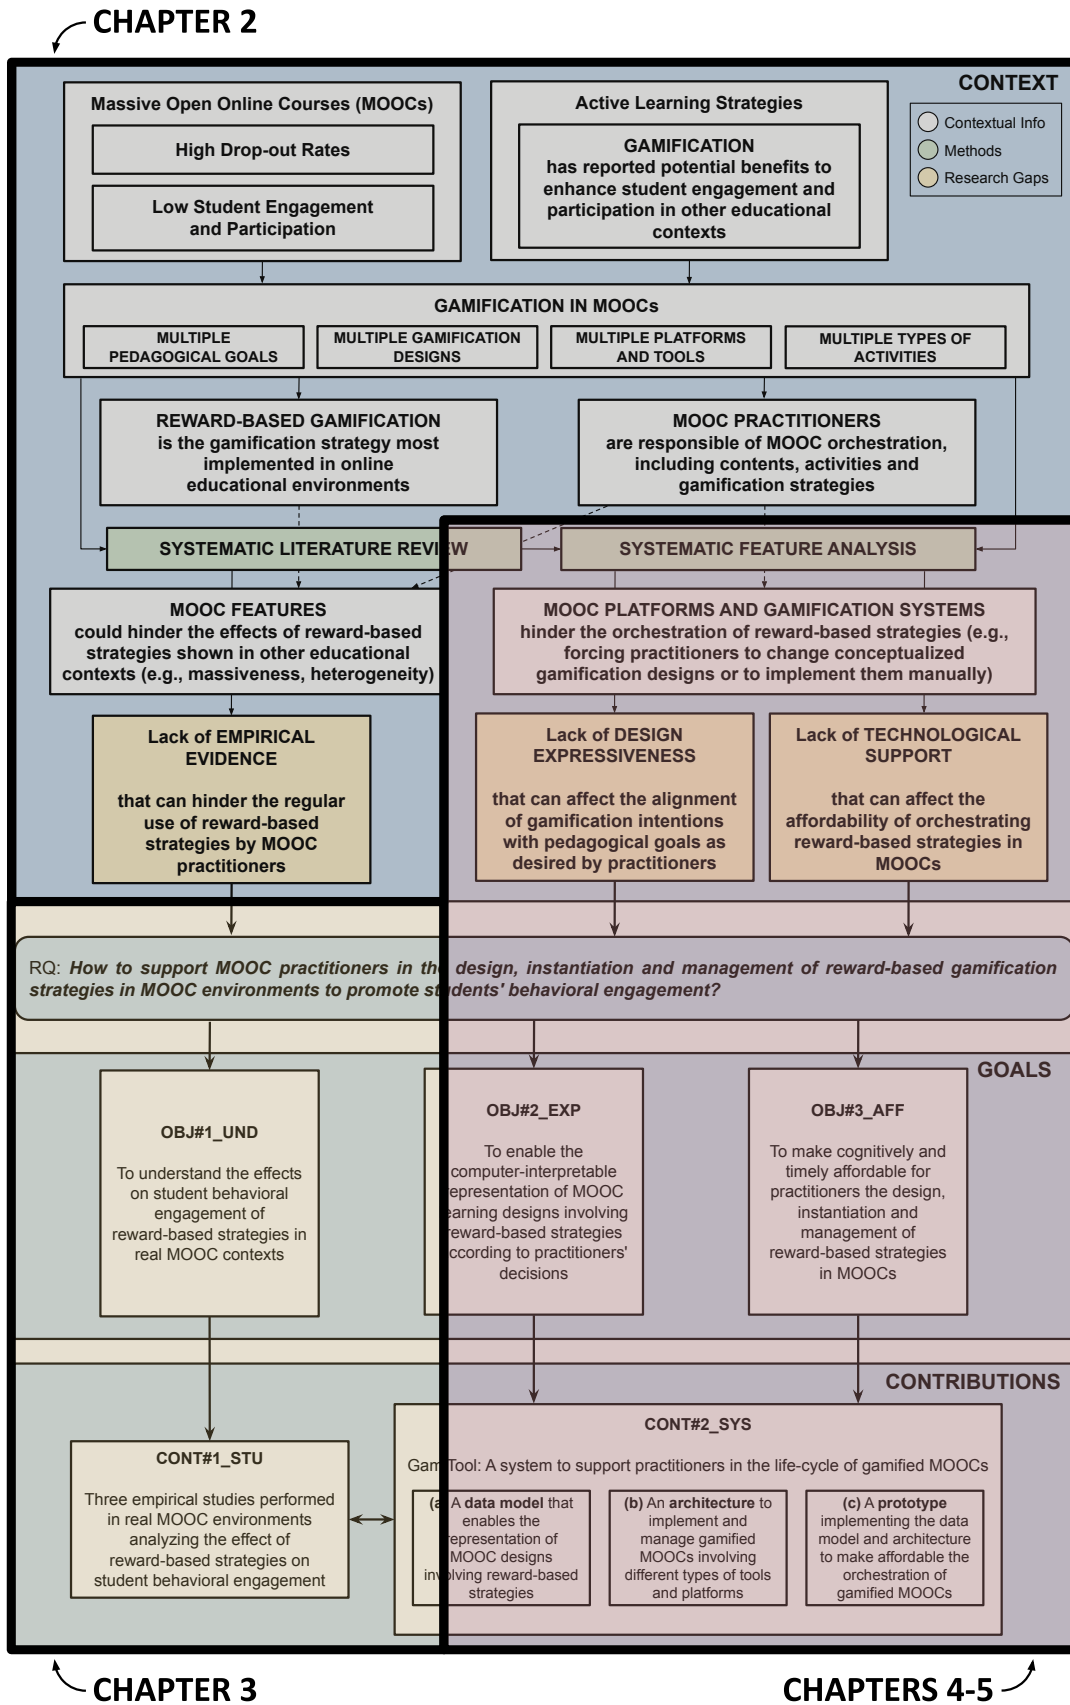 CHAPTER 2
CONTEXT
Contextual Info
Methods
Research Gaps
Massive Open Online Courses (MOOCs)
High Drop-out Rates
Low Student Engagement
and Participation
Active Learning Strategies
GAMIFICATION
has reported potential benefits to
enhance student engagement and
participation in other educational
contexts
GAMIFICATION IN MOOCs
MULTIPLE
PEDAGOGICAL GOALS
MULTIPLE GAMIFICATION
DESIGNS
MULTIPLE PLATFORMS
AND TOOLS
MULTIPLE TYPES OF
ACTIVITIES
REWARD-BASED GAMIFICATION
is the gamification strategy most
implemented in online
educational environments
MOOC PRACTITIONERS
are responsible of MOOC orchestration,
including contents, activities and
gamification strategies
SYSTEMATIC LITERATURE REVIEW
SYSTEMATIC FEATURE ANALYSIS
MOOC FEATURES
could hinder the effects of reward-based
strategies shown in other educational
contexts (e.g., massiveness, heterogeneity)
MOOC PLATFORMS AND GAMIFICATION SYSTEMS
hinder the orchestration of reward-based strategies (e.g.,
forcing practitioners to change conceptualized
gamification designs or to implement them manually)
Lack of EMPIRICAL
EVIDENCE
that can hinder the regular
use of reward-based
strategies by MOOC
practitioners
Lack of DESIGN
EXPRESSIVENESS
that can affect the alignment
of gamification intentions
with pedagogical goals as
desired by practitioners
Lack of TECHNOLOGICAL
SUPPORT
that can affect the
affordability of orchestrating
reward-based strategies in
MOOCs
RQ: How to support MOOC practitioners in the design, instantiation and management of reward-based gamification
strategies in MOOC environments to promote students' behavioral engagement?
GOALS
OBJ#1_UND
To understand the effects
on student behavioral
engagement of
reward-based strategies in
real MOOC contexts
OBJ#2_EXP
To enable the
computer-interpretable
representation of MOOC
learning designs involving
reward-based strategies
according to practitioners'
decisions
OBJ#3_AFF
To make cognitively and
timely affordable for
practitioners the design,
instantiation and
management of
reward-based strategies
in MOOCs
CONTRIBUTIONS
CONT#1_STU
Three empirical studies performed
in real MOOC environments
analyzing the effect of
reward-based strategies on
student behavioral engagement
CONT#2_SYS
GamiTool: A system to support practitioners in the life-cycle of gamified MOOCs
(a) A data model that
enables the
representation of
MOOC designs
involving reward-based
strategies
(b) An architecture to
implement and
manage gamified
MOOCs involving
different types of tools
and platforms
(c) A prototype
implementing the data
model and architecture
to make affordable the
orchestration of
gamified MOOCs
CHAPTER 3
CHAPTERS 4-5